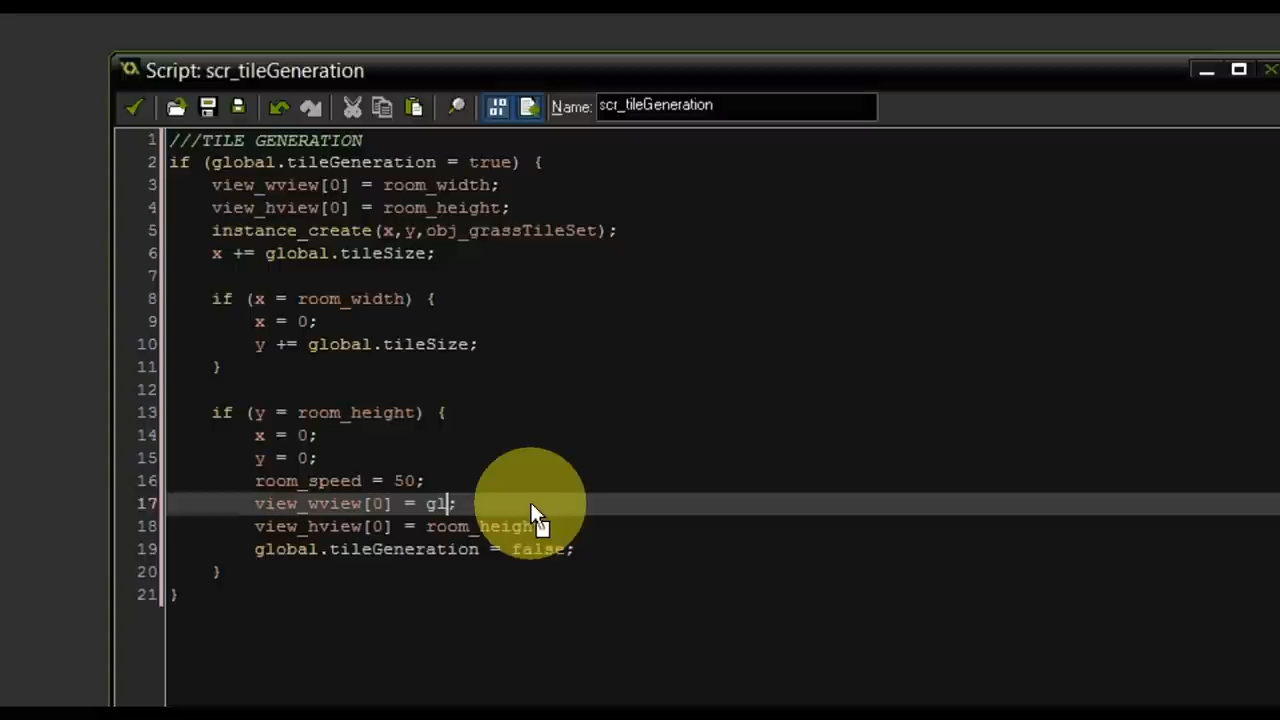 Script: scr_tileGeneration
Name: scr_tileGeneration
1 ///TILE GENERATION
2 if (global.tileGeneration = true) {
3 view_wview[0] = room_width;
4 view_hview[0] = room_height;
5 instance_create(x,y,obj_grassTileSet);
6 x += global.tileSize;
7
8 if (x = room_width) {
9 x = 0;
10 y += global.tileSize;
11 }
12
13 if (y = room_height) {
14 x = 0;
15 y = 0;
16 room_speed = 50;
17 view_wview[0] = gl;
18 view_hview[0] = room_height
19 global.tileGeneration = false;
20 }
21 }